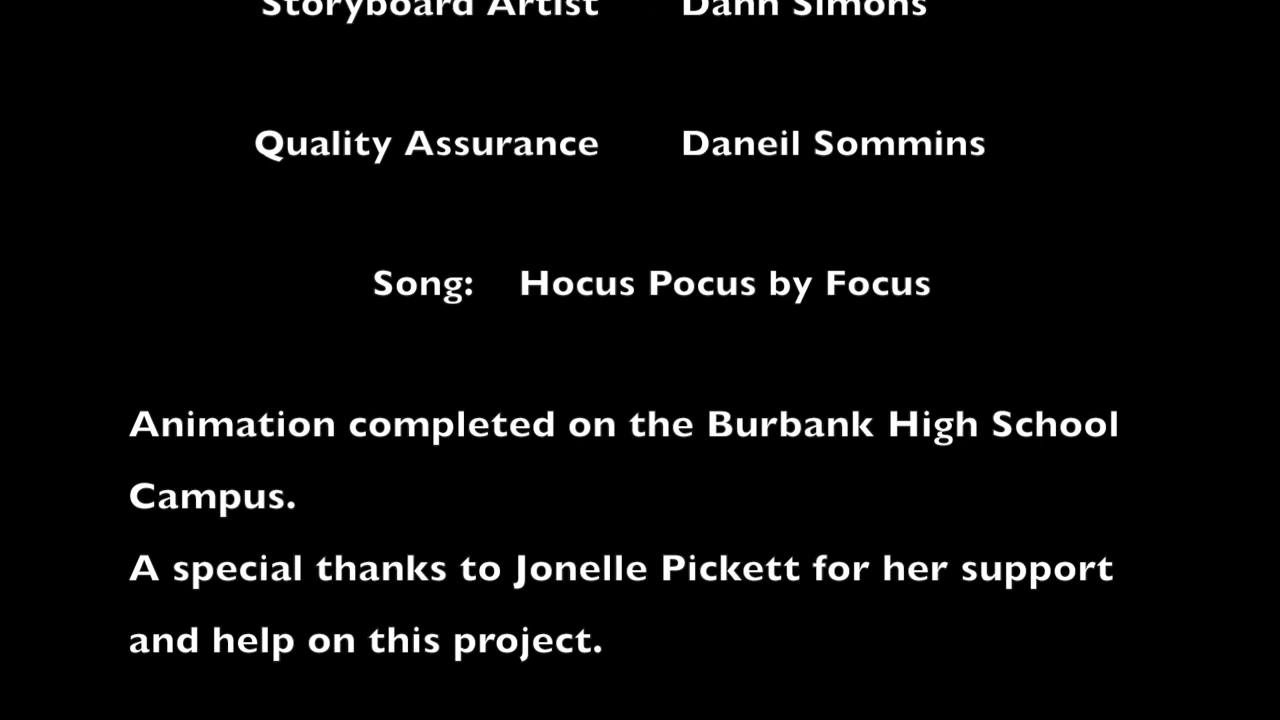 Storyboard Artist Dann Simons
Quality Assurance Daneil Sommins
Song: Hocus Pocus by Focus
Animation completed on the Burbank High School
Campus.
A special thanks to Jonelle Pickett for her support
and help on this project.